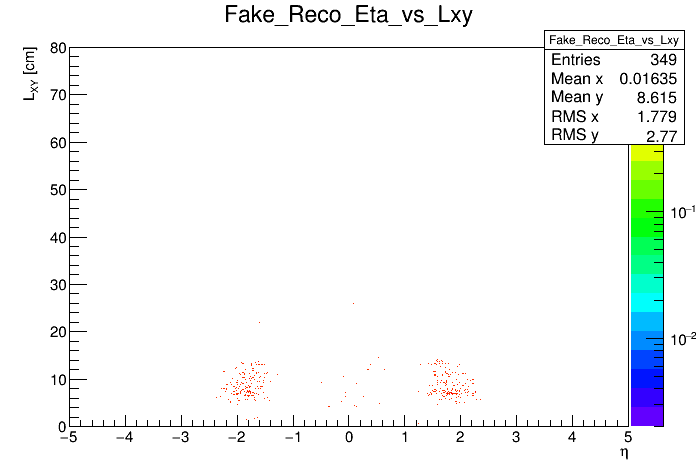 Fake_Reco_Eta_vs_Lxy
Fake_Reco_Eta_vs_Lxy
Entries 349
Mean x 0.01635
Mean y 8.615
RMS x 1.779
RMS y 2.77
L_XY [cm]
80
70
60
50
40
30
20
10
0
−5 −4 −3 −2 −1 0 1 2 3 4 5
η
10⁻¹
10⁻²